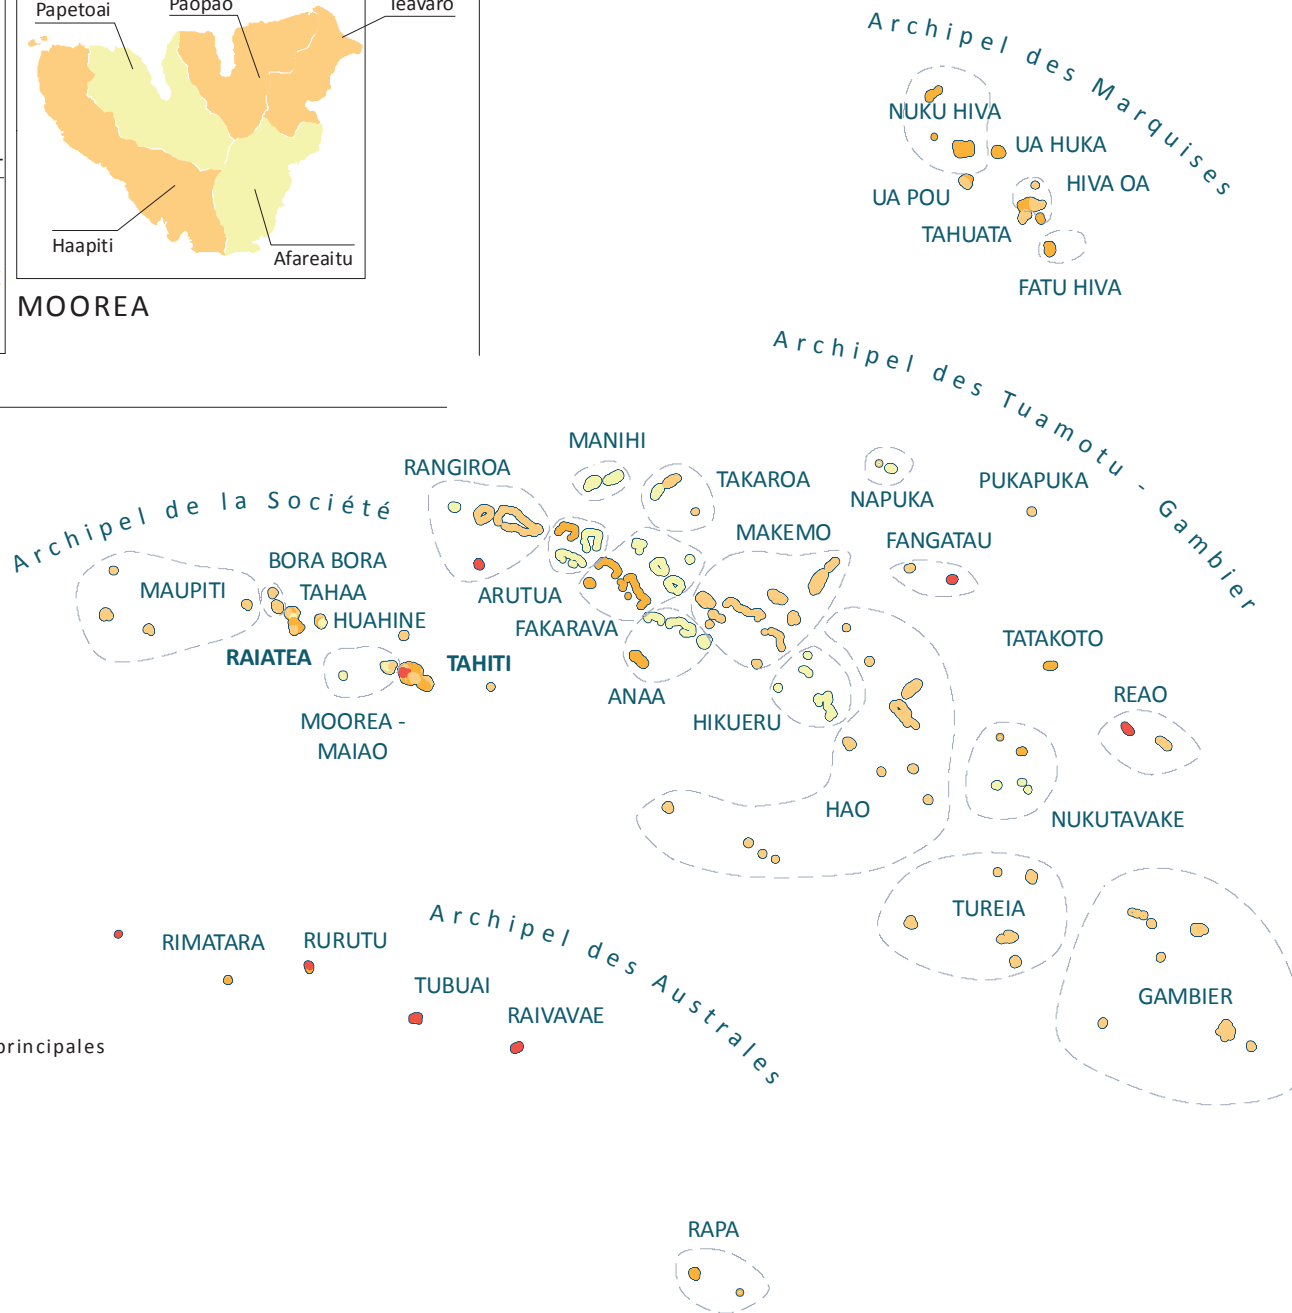 Papetoai
Paopao
Teavaro
Haapiti
Afareaitu
MOOREA
Archipel des Marquises
NUKU HIVA
UA HUKA
HIVA OA
UA POU
TAHUATA
FATU HIVA
Archipel des Tuamotu - Gambier
MANIHI
RANGIROA
TAKAROA
NAPUKA
PUKAPUKA
Archipel de la Société
MAKEMO
FANGATAU
BORA BORA
MAUPITI
TAHAA
ARUTUA
HUAHINE
FAKARAVA
TATAKOTO
RAIATEA
TAHITI
ANAA
REAO
MOOREA -
MAIAO
HIKUERU
HAO
NUKUTAVAKE
TUREIA
Archipel des Australes
RIMATARA
RURUTU
TUBUAI
RAIVAVAE
GAMBIER
principales
RAPA